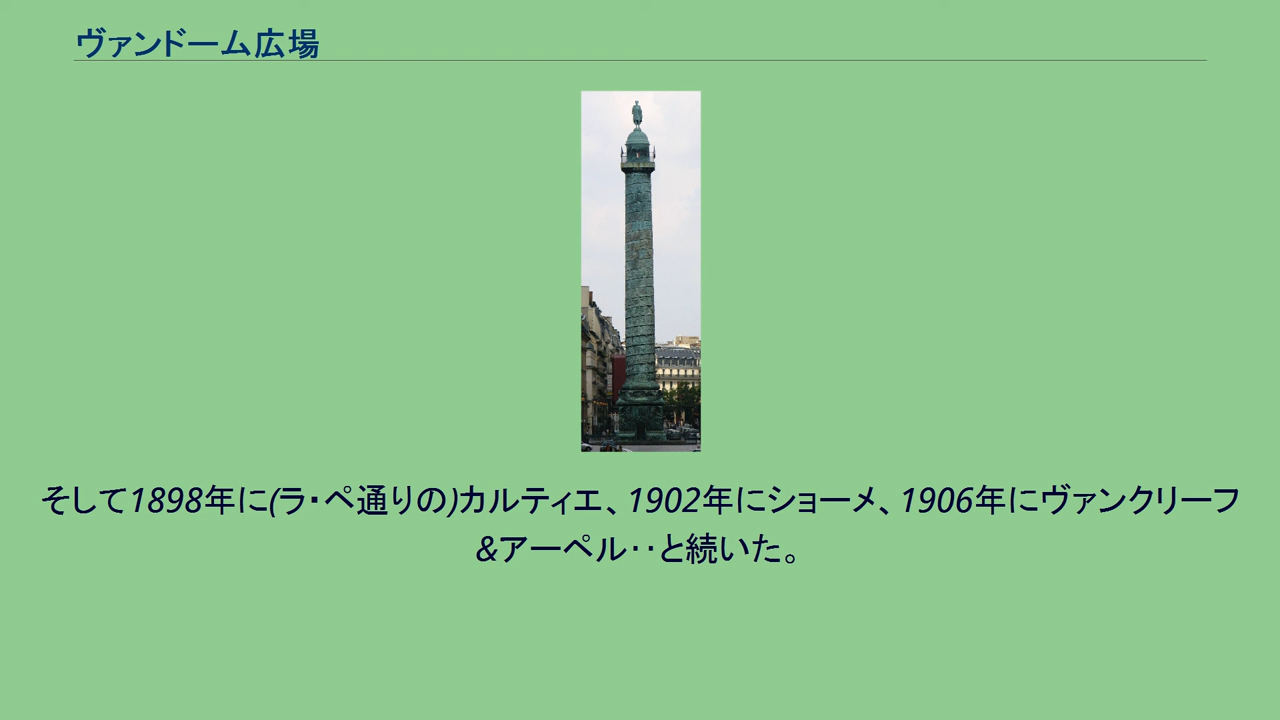 ヴァンドーム広場
そして1898年に(ラ・ペ通りの)カルティエ、1902年にショーメ、1906年にヴァンクリーフ
&アーペル‥と続いた。